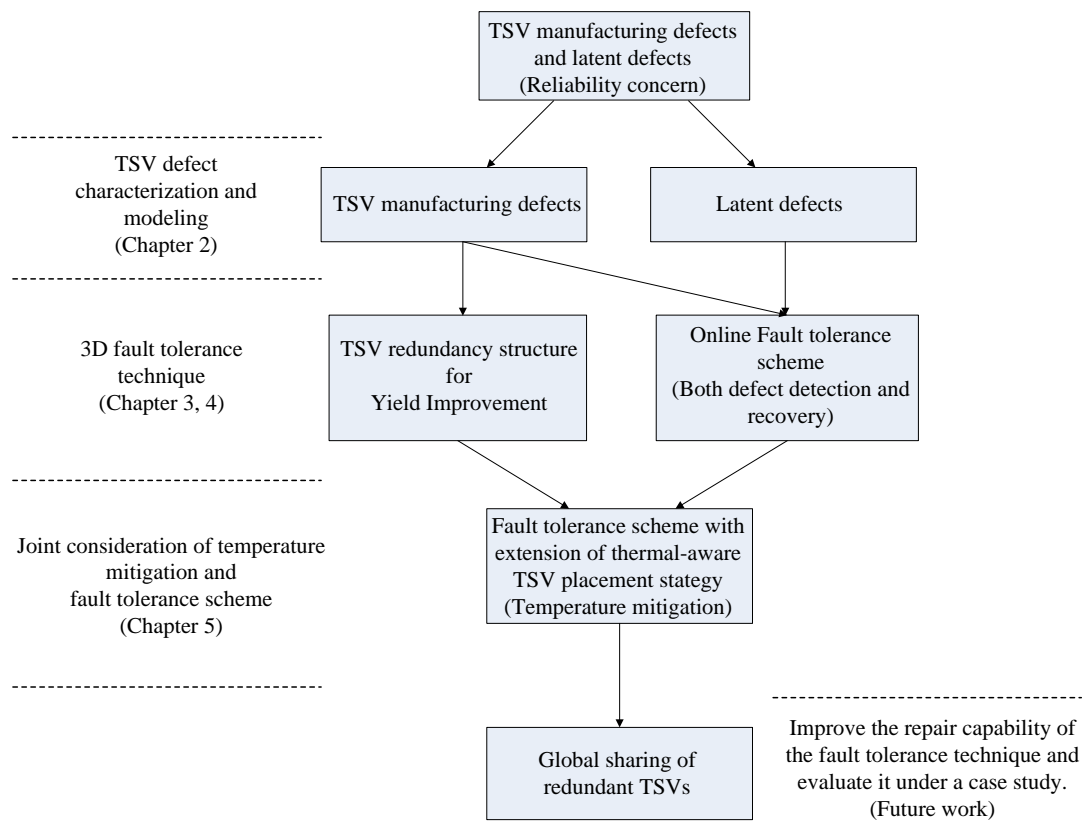 TSV manufacturing defects
and latent defects
(Reliability concern)
TSV defect
characterization and
modeling
(Chapter 2)
TSV manufacturing defects
Latent defects
3D fault tolerance
technique
(Chapter 3, 4)
TSV redundancy structure
for
Yield Improvement
Online Fault tolerance
scheme
(Both defect detection and
recovery)
Joint consideration of temperature
mitigation and
fault tolerance scheme
(Chapter 5)
Fault tolerance scheme with
extension of thermal-aware
TSV placement stategy
(Temperature mitigation)
Global sharing of
redundant TSVs
Improve the repair capability of
the fault tolerance technique and
evaluate it under a case study.
(Future work)